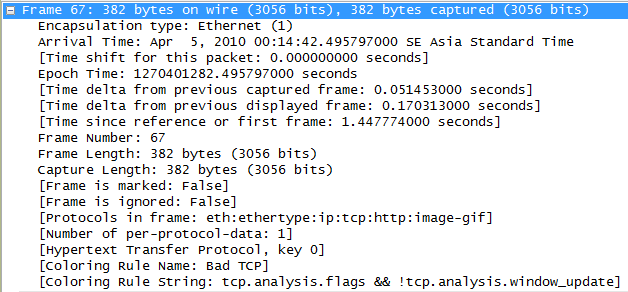 Frame 67: 382 bytes on wire (3056 bits), 382 bytes captured (3056 bits)
Encapsulation type: Ethernet (1)
Arrival Time: Apr  5, 2010 00:14:42.495797000 SE Asia Standard Time
[Time shift for this packet: 0.000000000 seconds]
Epoch Time: 1270401282.495797000 seconds
[Time delta from previous captured frame: 0.051453000 seconds]
[Time delta from previous displayed frame: 0.170313000 seconds]
[Time since reference or first frame: 1.447774000 seconds]
Frame Number: 67
Frame Length: 382 bytes (3056 bits)
Capture Length: 382 bytes (3056 bits)
[Frame is marked: False]
[Frame is ignored: False]
[Protocols in frame: eth:ethertype:ip:tcp:http:image-gif]
[Number of per-protocol-data: 1]
[Hypertext Transfer Protocol, key 0]
[Coloring Rule Name: Bad TCP]
[Coloring Rule String: tcp.analysis.flags && !tcp.analysis.window_update]